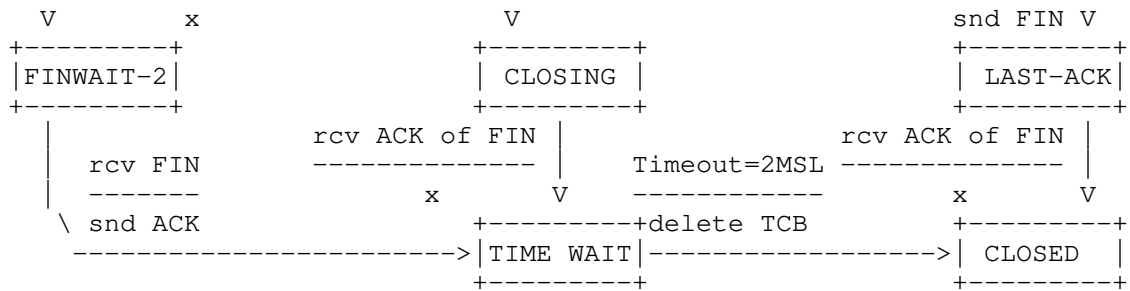 V x V snd FIN V
+---------+ +---------+ +---------+
|FINWAIT-2| | CLOSING | | LAST-ACK|
+---------+ +---------+ +---------+
| rcv ACK of FIN | rcv ACK of FIN |
| rcv FIN -------------- | Timeout=2MSL -------------- |
| ------- x V ------------ x V
\ snd ACK +---------+delete TCB +---------+
------------------------>|TIME WAIT|------------------>| CLOSED |
+---------+ +---------+